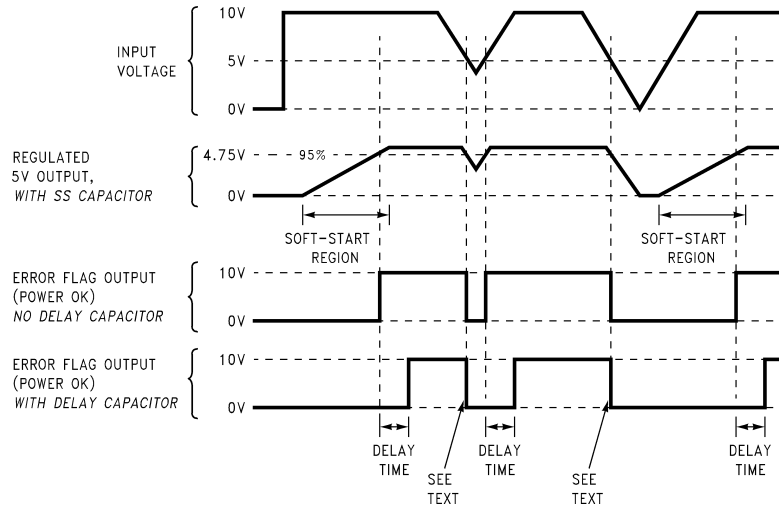 10V
INPUT
VOLTAGE
5V
0V
REGULATED
5V OUTPUT,
WITH SS CAPACITOR
4.75V
95%
0V
SOFT-START
REGION
SOFT-START
REGION
ERROR FLAG OUTPUT
(POWER OK)
NO DELAY CAPACITOR
10V
0V
ERROR FLAG OUTPUT
(POWER OK)
WITH DELAY CAPACITOR
10V
0V
DELAY
TIME
SEE
TEXT
DELAY
TIME
SEE
TEXT
DELAY
TIME